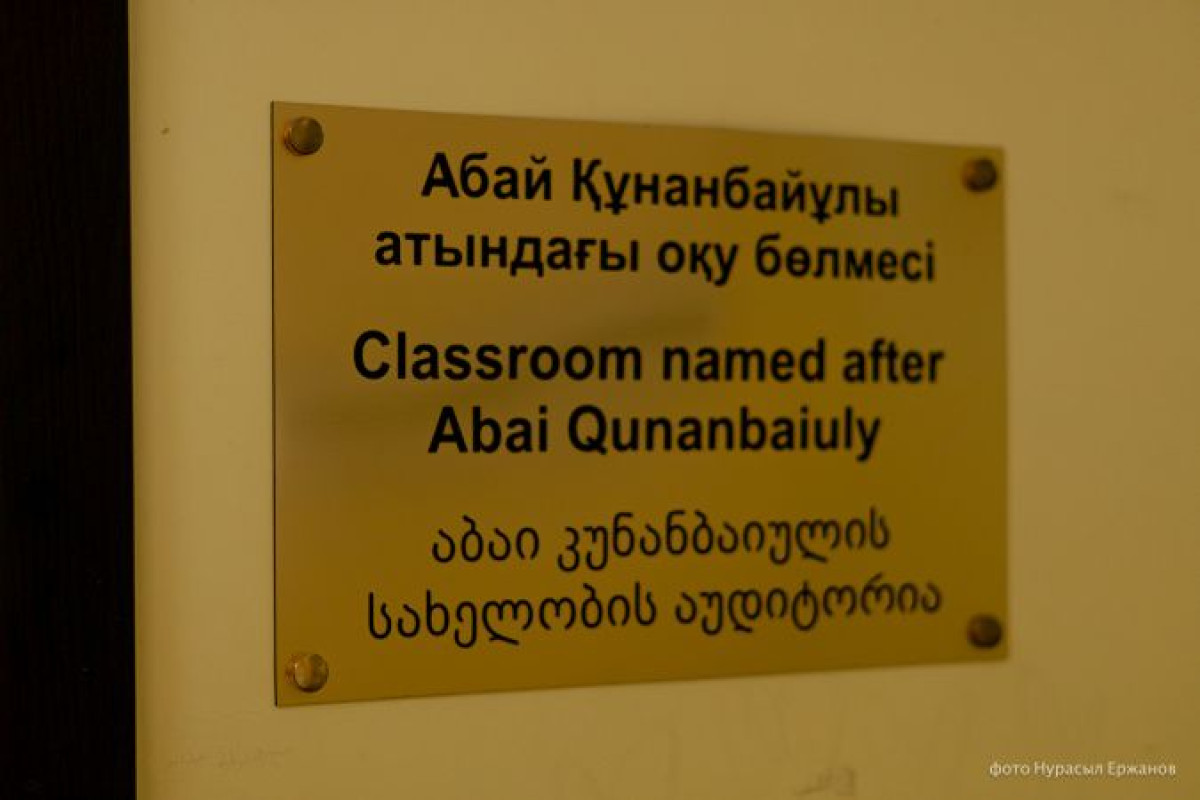 Абай Құнанбайұлы
атындағы оқу бөлмесі
Classroom named after
Abai Qunanbaiuly
აბაი კუნანბაიულის
სახელობის აუდიტორია
фото Нурасыл Ержанов